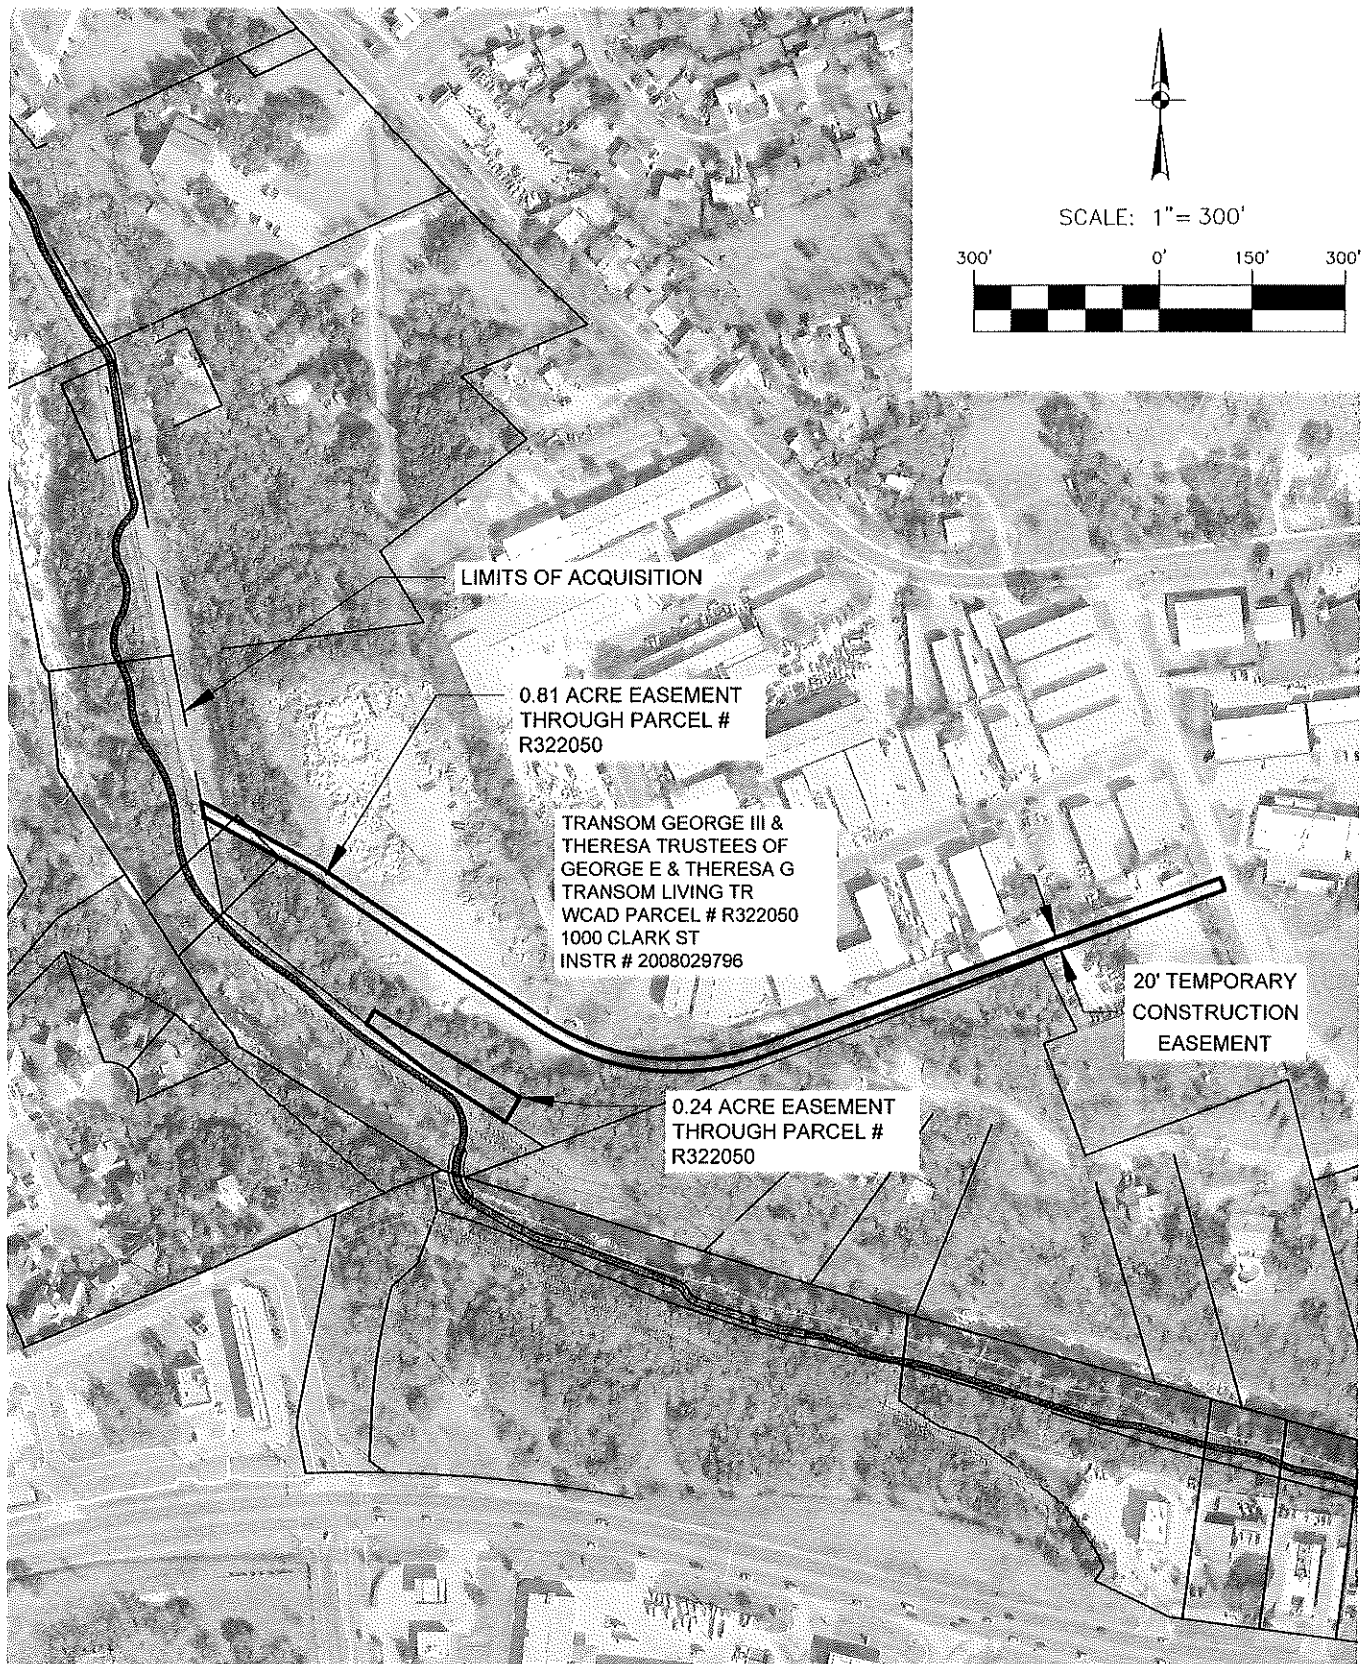 SCALE: 1"= 300'
300' 0' 150' 300'
LIMITS OF ACQUISITION
0.81 ACRE EASEMENT
THROUGH PARCEL #
R322050
TRANSOM GEORGE III &
THERESA TRUSTEES OF
GEORGE E & THERESA G
TRANSOM LIVING TR
WCAD PARCEL # R322050
1000 CLARK ST
INSTR # 2008029796
20' TEMPORARY
CONSTRUCTION
EASEMENT
0.24 ACRE EASEMENT
THROUGH PARCEL #
R322050